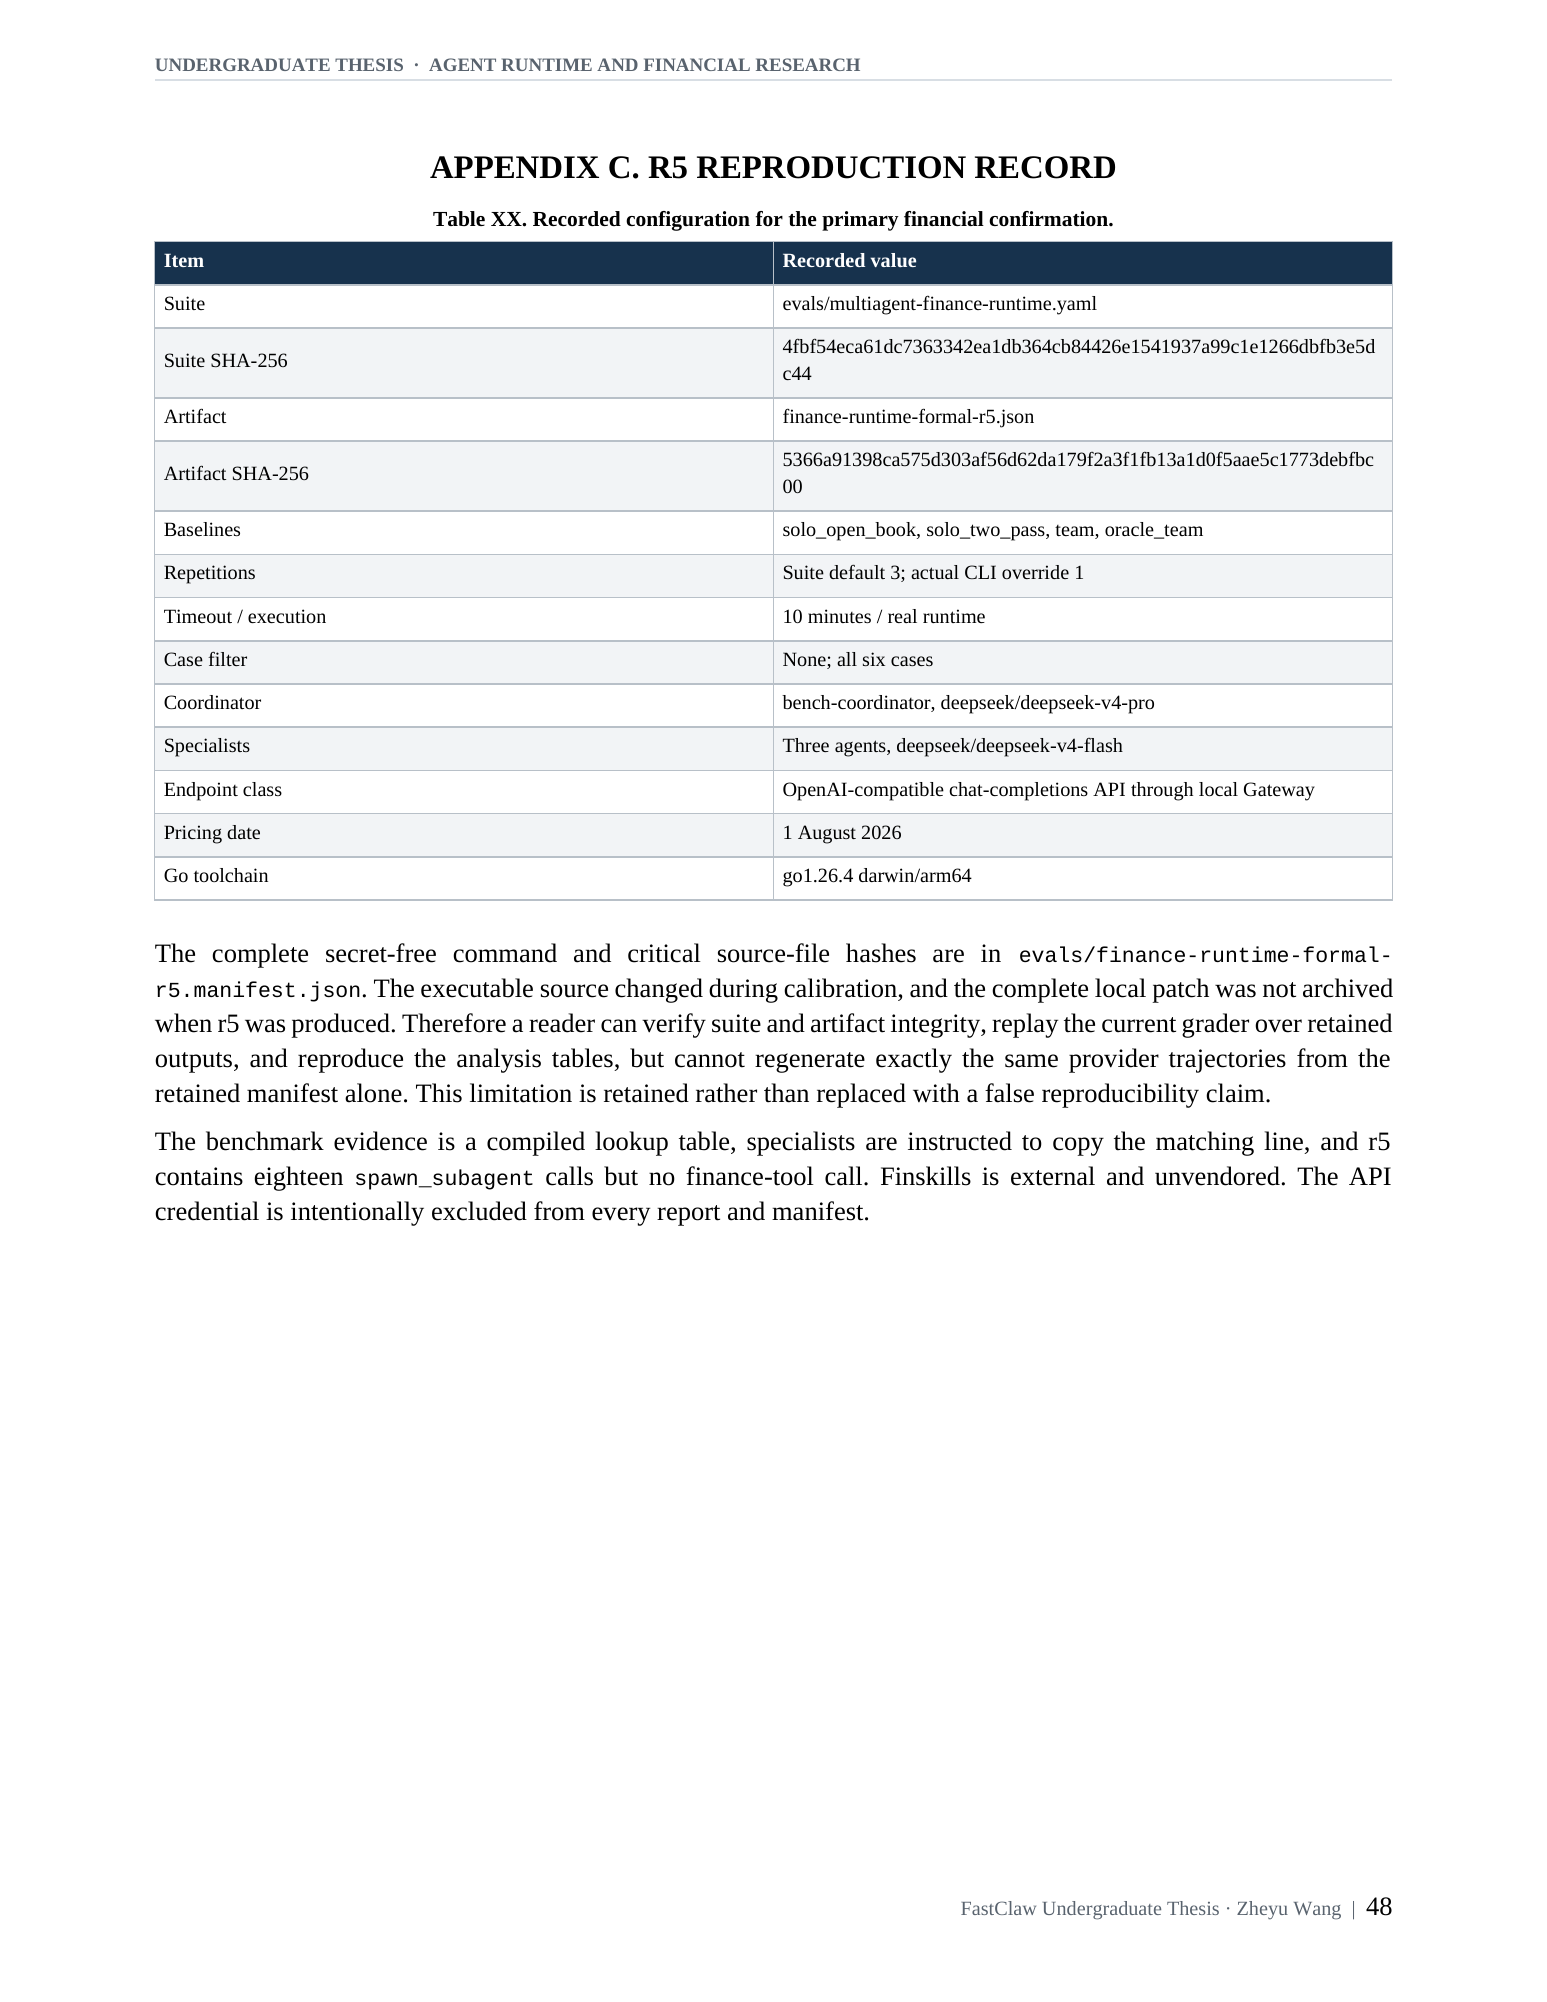 UNDERGRADUATE THESIS · AGENT RUNTIME AND FINANCIAL RESEARCH
APPENDIX C. R5 REPRODUCTION RECORD
Table XX. Recorded configuration for the primary financial confirmation.
Item Recorded value
Suite evals/multiagent-finance-runtime.yaml
Suite SHA-256 4fbf54eca61dc7363342ea1db364cb84426e1541937a99c1e1266dbfb3e5d
c44
Artifact finance-runtime-formal-r5.json
Artifact SHA-256 5366a91398ca575d303af56d62da179f2a3f1fb13a1d0f5aae5c1773debfbc
00
Baselines solo_open_book, solo_two_pass, team, oracle_team
Repetitions Suite default 3; actual CLI override 1
Timeout / execution 10 minutes / real runtime
Case filter None; all six cases
Coordinator bench-coordinator, deepseek/deepseek-v4-pro
Specialists Three agents, deepseek/deepseek-v4-flash
Endpoint class OpenAI-compatible chat-completions API through local Gateway
Pricing date 1 August 2026
Go toolchain go1.26.4 darwin/arm64
The complete secret-free command and critical source-file hashes are in evals/finance-runtime-formal-
r5.manifest.json. The executable source changed during calibration, and the complete local patch was not archived
when r5 was produced. Therefore a reader can verify suite and artifact integrity, replay the current grader over retained
outputs, and reproduce the analysis tables, but cannot regenerate exactly the same provider trajectories from the
retained manifest alone. This limitation is retained rather than replaced with a false reproducibility claim.
The benchmark evidence is a compiled lookup table, specialists are instructed to copy the matching line, and r5
contains eighteen spawn_subagent calls but no finance-tool call. Finskills is external and unvendored. The API
credential is intentionally excluded from every report and manifest.
FastClaw Undergraduate Thesis · Zheyu Wang | 48